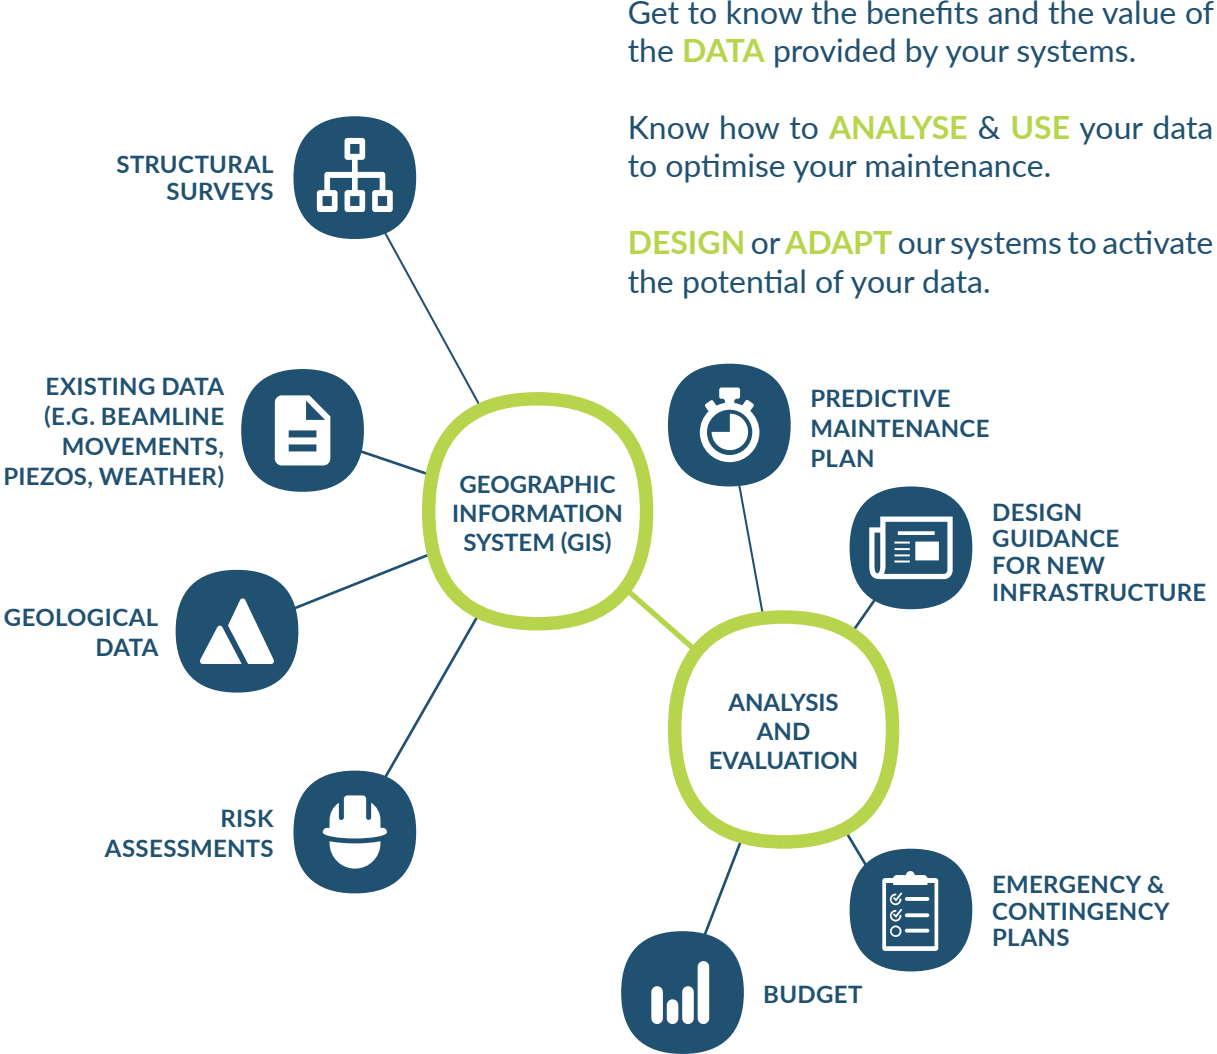 Get to know the benefits and the value of
the DATA provided by your systems.
Know how to ANALYSE & USE your data
to optimise your maintenance.
DESIGN or ADAPT our systems to activate
the potential of your data.
STRUCTURAL
SURVEYS
EXISTING DATA
(E.G. BEAMLINE
MOVEMENTS,
PIEZOS, WEATHER)
GEOLOGICAL
DATA
RISK
ASSESSMENTS
GEOGRAPHIC
INFORMATION
SYSTEM (GIS)
PREDICTIVE
MAINTENANCE
PLAN
DESIGN
GUIDANCE
FOR NEW
INFRASTRUCTURE
ANALYSIS
AND
EVALUATION
EMERGENCY &
CONTINGENCY
PLANS
BUDGET